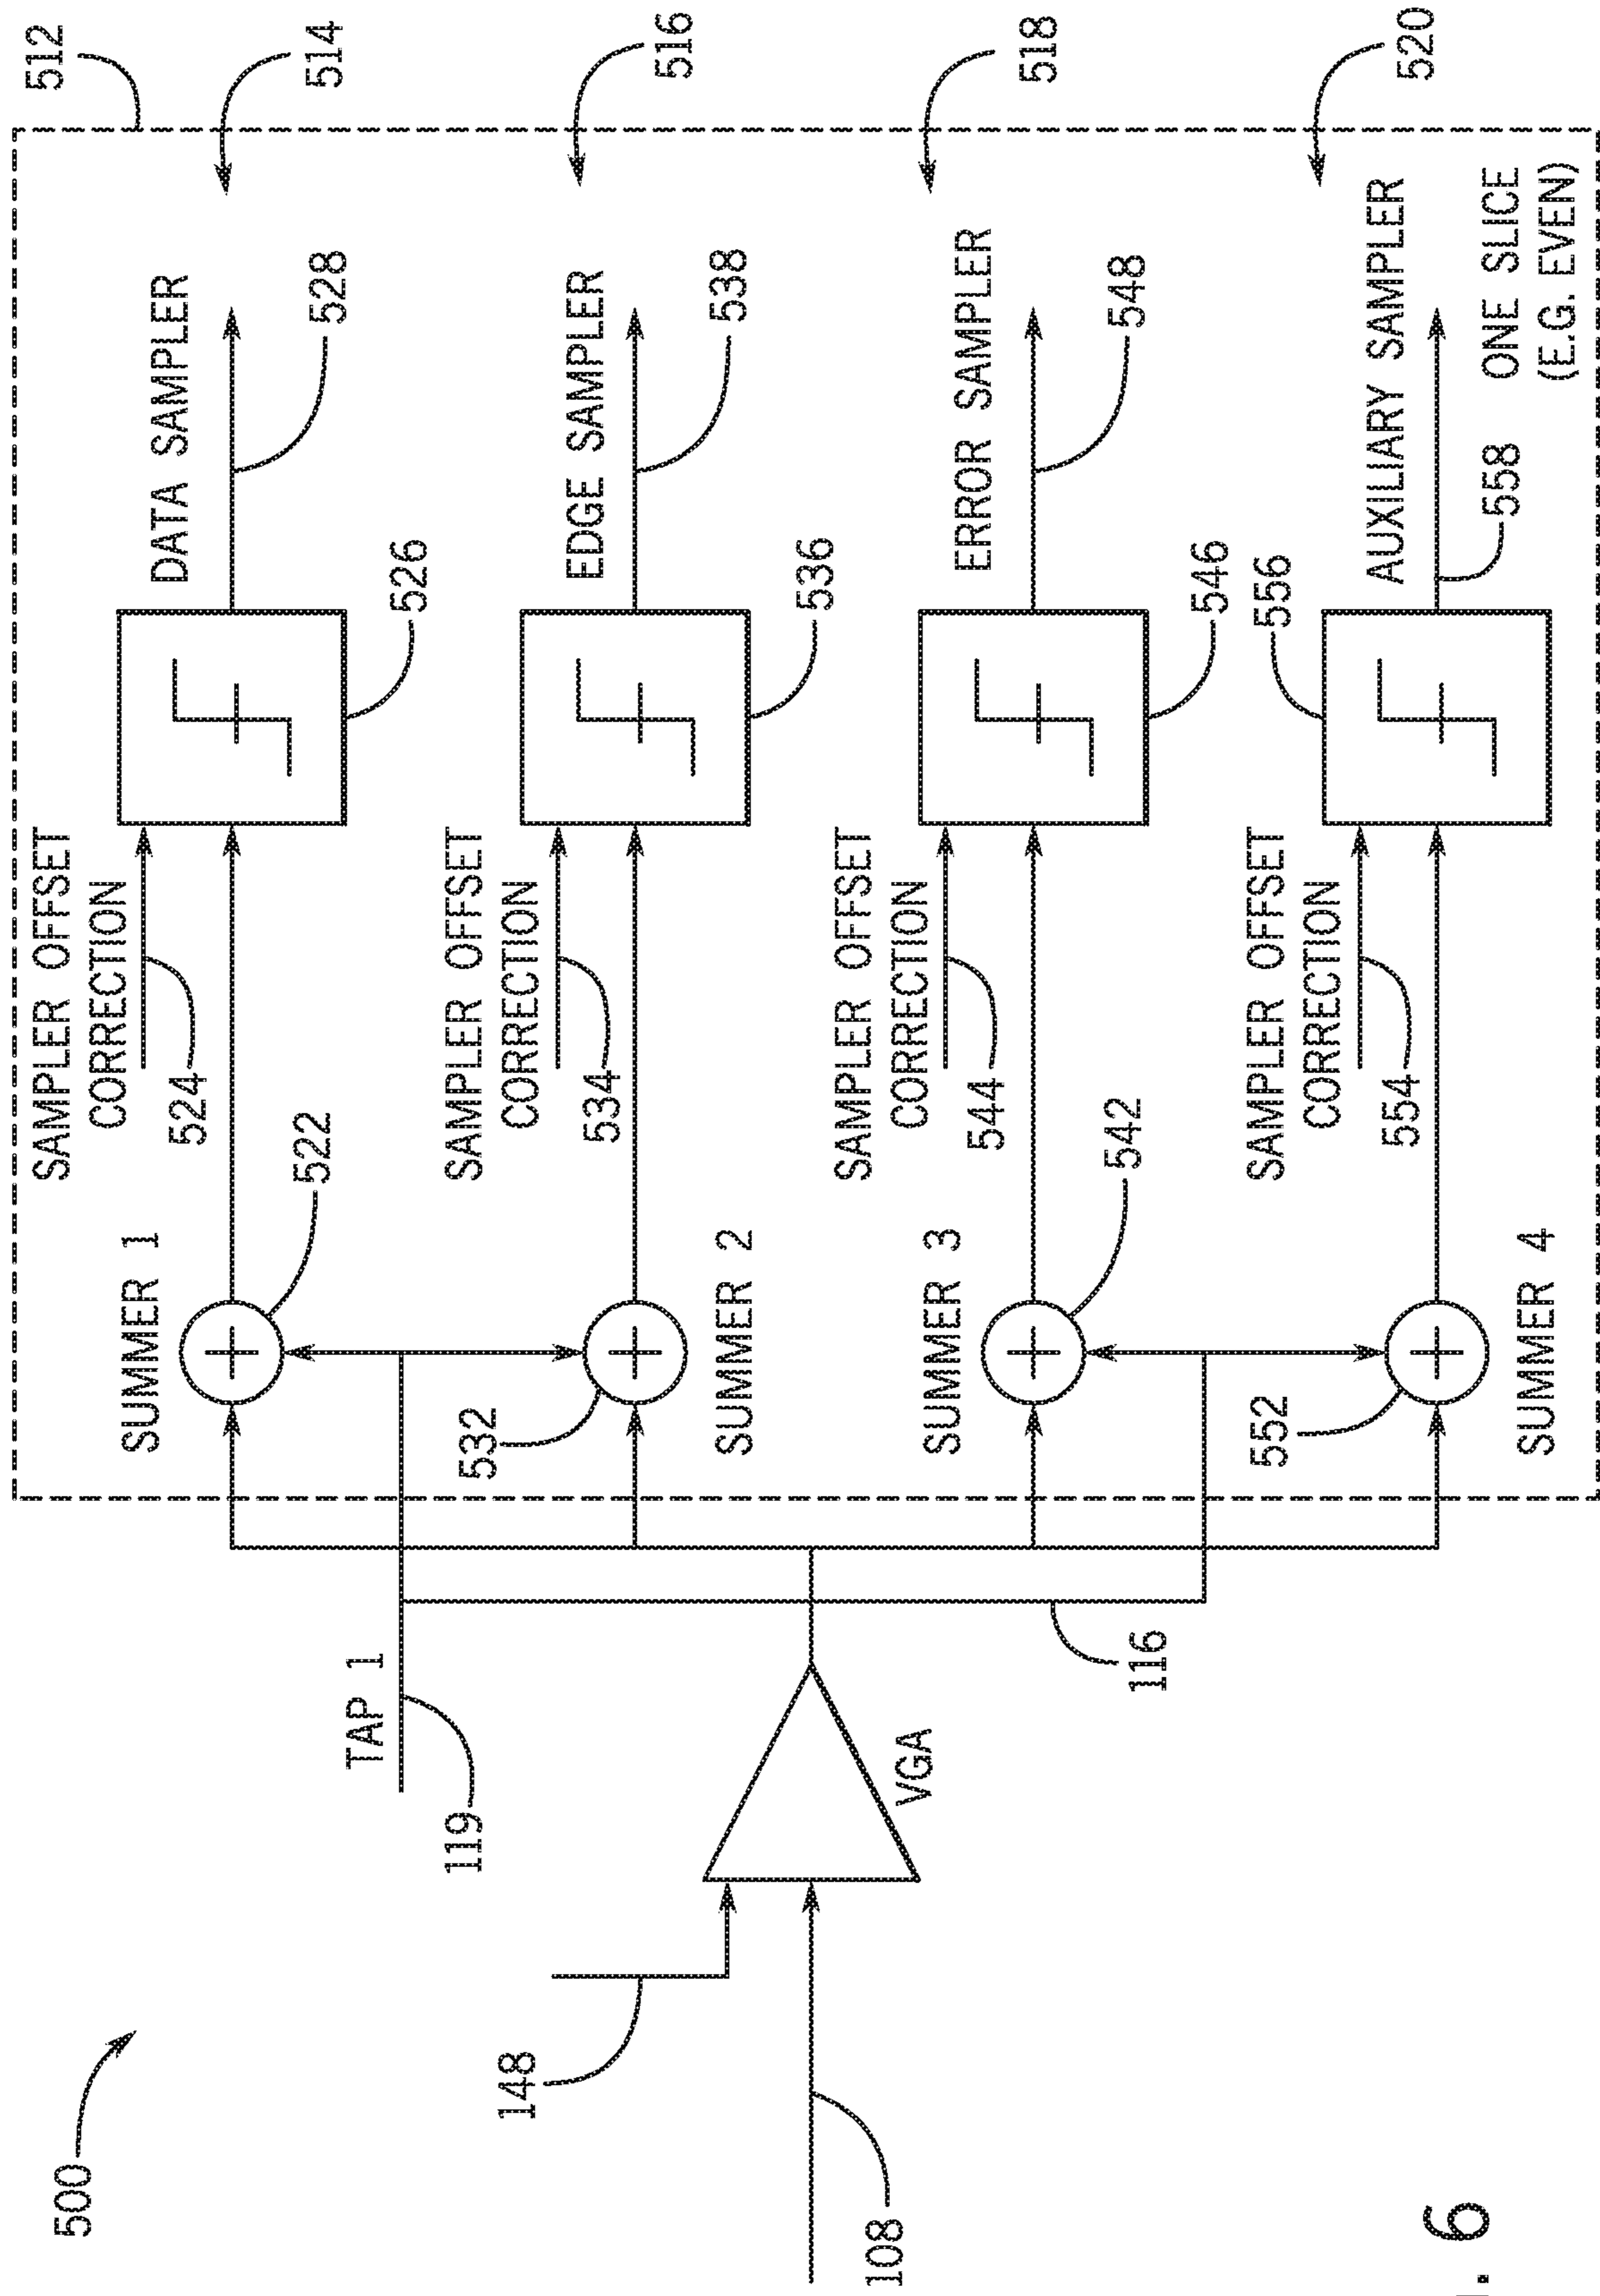 500
512
514
516
518
520
SAMPLER OFFSET
CORRECTION
524
SUMMER 1
522
526
DATA SAMPLER
528
TAP 1
119
SAMPLER OFFSET
CORRECTION
534
532
SUMMER 2
536
EDGE SAMPLER
538
148
108
VGA
116
SAMPLER OFFSET
CORRECTION
544
SUMMER 3
542
546
ERROR SAMPLER
548
SAMPLER OFFSET
CORRECTION
554
552
SUMMER 4
556
AUXILIARY SAMPLER
558
ONE SLICE
(E.G. EVEN)
. 6